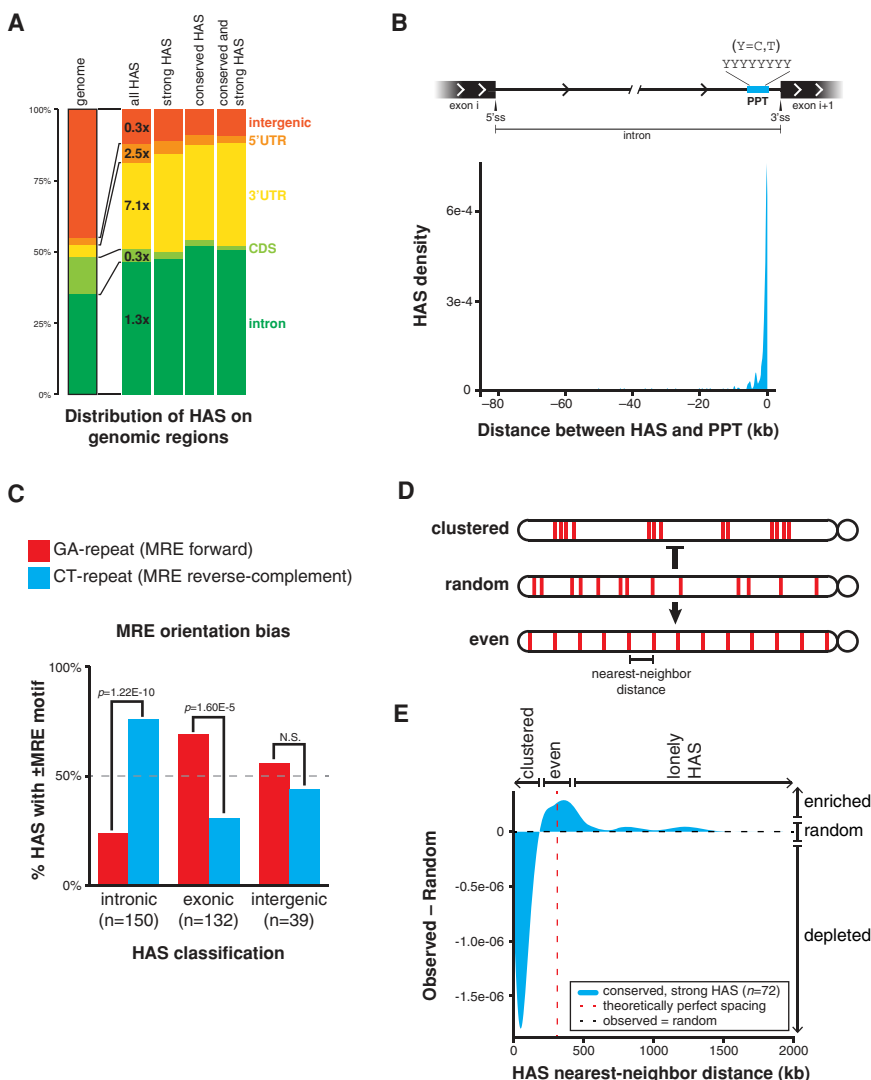 A
genome
all HAS
strong HAS
conserved HAS
conserved and
strong HAS
100%
75%
50%
25%
0%
0.3x
2.5x
7.1x
0.3x
1.3x
intergenic
5'UTR
3'UTR
CDS
intron
Distribution of HAS on
genomic regions
B
(Y=C,T)
YYYYYYYY
exon i
PPT
exon i+1
5'ss
3'ss
intron
HAS density
6e-4
3e-4
0
−80
−60
−40
−20
0
Distance between HAS and PPT (kb)
C
GA-repeat (MRE forward)
CT-repeat (MRE reverse-complement)
MRE orientation bias
% HAS with ±MRE motif
100%
50%
0%
p=1.22E-10
p=1.60E-5
N.S.
intronic
(n=150)
exonic
(n=132)
intergenic
(n=39)
HAS classification
D
clustered
random
even
nearest-neighbor
distance
E
clustered
even
lonely
HAS
enriched
random
depleted
Observed – Random
0
-0.5e-06
-1.0e-06
-1.5e-06
conserved, strong HAS (n=72)
theoretically perfect spacing
observed = random
0
500
1000
1500
2000
HAS nearest-neighbor distance (kb)